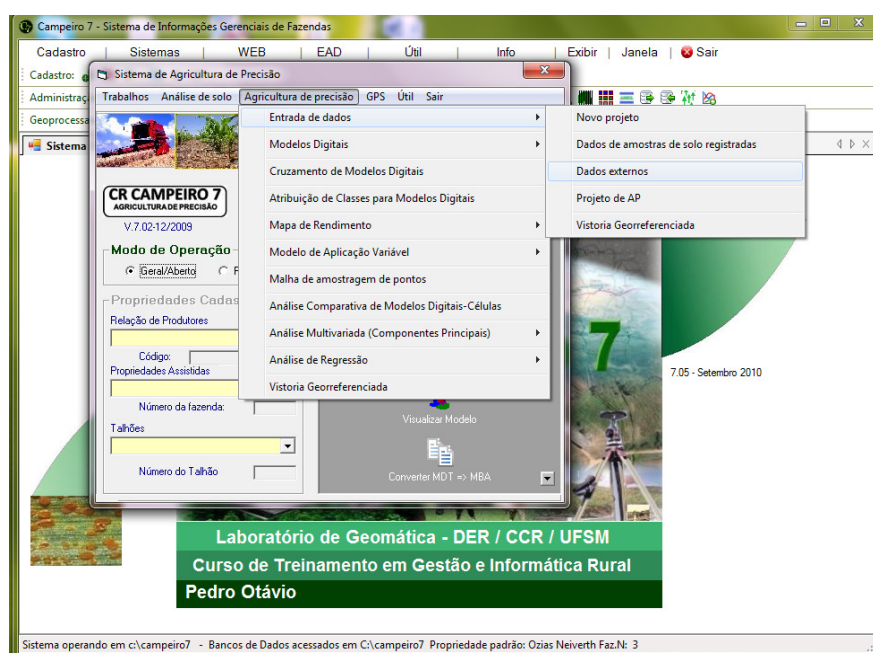 Campeiro 7 - Sistema de Informações Gerenciais de Fazendas
Cadastro | Sistemas | WEB | EAD | Útil | Info | Exibir | Janela | Sair
Cadastro:
Sistema de Agricultura de Precisão
Administraç
Trabalhos Análise de solo Agricultura de precisão GPS Útil Sair
Geoprocessa
Sistema
Entrada de dados
Modelos Digitais
Cruzamento de Modelos Digitais
Atribuição de Classes para Modelos Digitais
Mapa de Rendimento
Modelo de Aplicação Variável
Malha de amostragem de pontos
Análise Comparativa de Modelos Digitais-Células
Análise Multivariada (Componentes Principais)
Análise de Regressão
Vistoria Georreferenciada
Novo projeto
Dados de amostras de solo registradas
Dados externos
Projeto de AP
Vistoria Georreferenciada
CR CAMPEIRO 7
AGRICULTURA DE PRECISÃO
V.7.02-12/2009
Modo de Operação
Geral/Aberto
Propriedades Cadas
Relação de Produtores
Código:
Propriedades Assistidas
Número da fazenda:
Talhões
Número do Talhão
Visualizar Modelo
Converter MDT => MBA
7
7.05 - Setembro 2010
Laboratório de Geomática - DER / CCR / UFSM
Curso de Treinamento em Gestão e Informática Rural
Pedro Otávio
Sistema operando em c:\campeiro7 - Bancos de Dados acessados em C:\campeiro7 Propriedade padrão: Ozias Neiverth Faz.N: 3